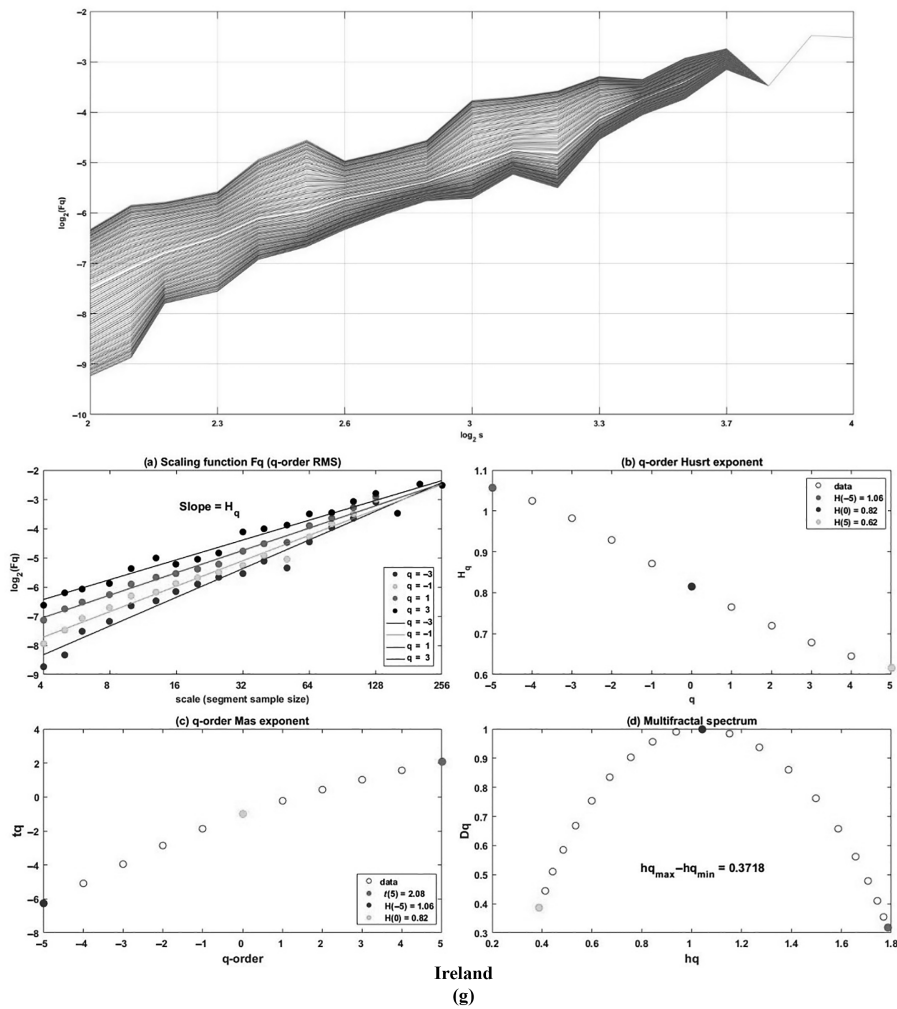 −2
−3
−4
−5
−6
−7
−8
−9
−10
log2(Fq)
2
2.3
2.6
3
3.3
3.7
4
log2 s
(a) Scaling function Fq (q-order RMS)
−2
−3
−4
−5
−6
−7
−8
−9
log2(Fq)
Slope = Hq
q = −3
q = −1
q = 1
q = 3
q = −3
q = −1
q = 1
q = 3
4 8 16 32 64 128 256
scale (segment sample size)
(b) q-order Husrt exponent
1.1
1
0.9
0.8
0.7
0.6
Hq
data
H(−5) = 1.06
H(0) = 0.82
H(5) = 0.62
−5 −4 −3 −2 −1 0 1 2 3 4 5
q
(c) q-order Mas exponent
4
2
0
−2
−4
−6
−8
tq
data
t(5) = 2.08
H(−5) = 1.06
H(0) = 0.82
−5 −4 −3 −2 −1 0 1 2 3 4 5
q-order
(d) Multifractal spectrum
1
0.9
0.8
0.7
0.6
0.5
0.4
0.3
Dq
hqmax−hqmin = 0.3718
0.2 0.4 0.6 0.8 1 1.2 1.4 1.6 1.8
hq
Ireland
(g)